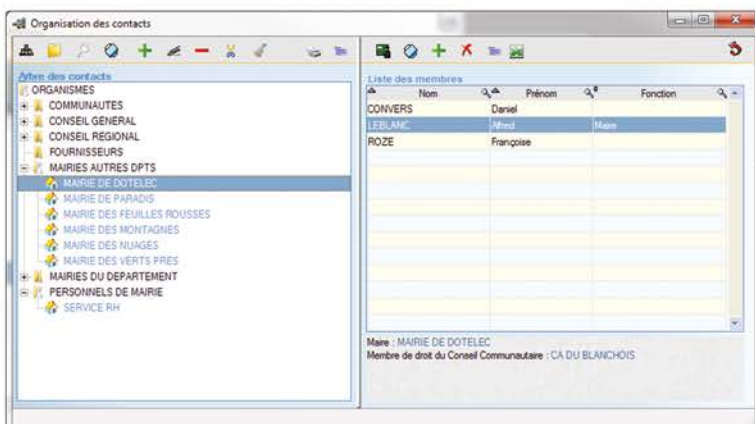 Organisation des contacts
Arbre des contacts
ORGANISMES
COMMUNAUTES
CONSEIL GENERAL
CONSEIL REGIONAL
FOURNISSEURS
MAIRIES AUTRES DPTS
MAIRIE DE DOTELEC
MAIRIE DE PARADIS
MAIRIE DES FEUILLES ROUSSES
MAIRIE DES MONTAGNES
MAIRIE DES NUAGES
MAIRIE DES VERTS PRES
MAIRIES DU DEPARTEMENT
PERSONNELS DE MAIRIE
SERVICE RH
Liste des membres
Nom Prénom Fonction
CONVERS Daniel
LEBLANC Alfred Maire
ROZE Françoise
Maire : MAIRIE DE DOTELEC
Membre de droit du Conseil Communautaire : CA DU BLANCHOIS